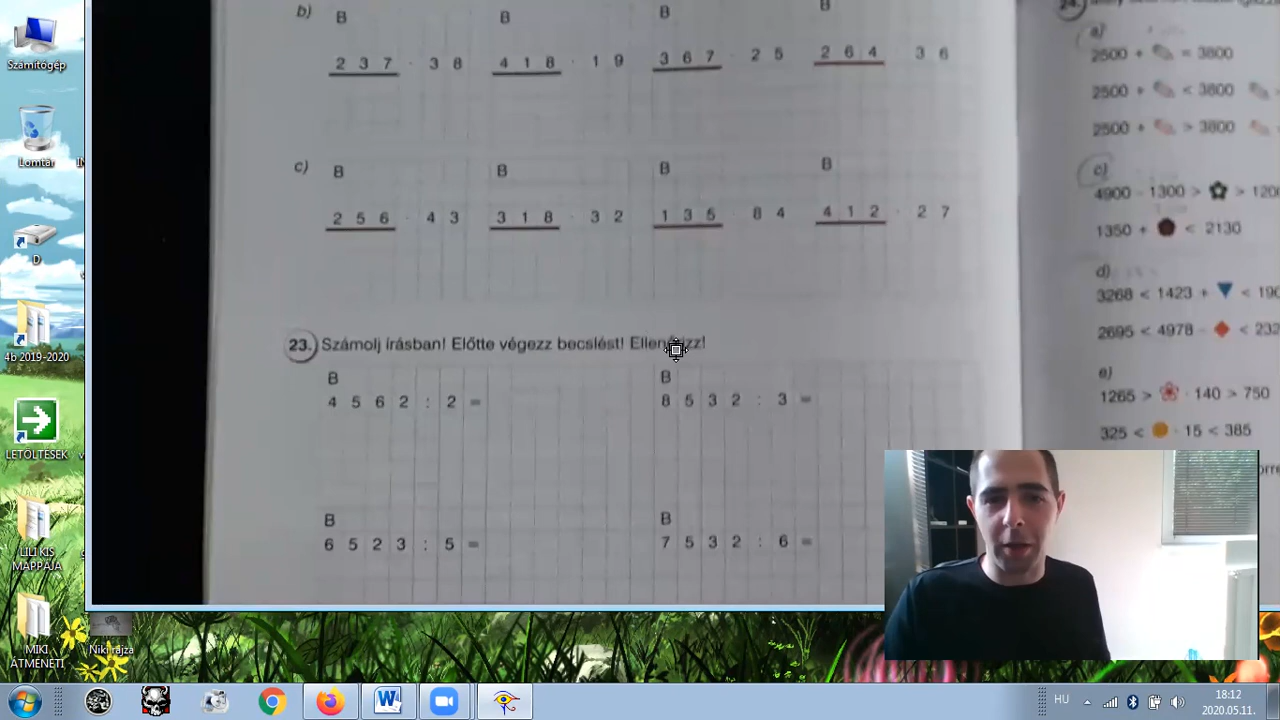 Számítógép
Lomtár
D
4b 2019-2020
LETÖLTÉSEK
LILI KIS MAPPÁJA
MIKI ÁTMENETI
Niki rajza
b)
B B B B
2 3 7 · 3 8 4 1 8 · 1 9 3 6 7 · 2 5 2 6 4 · 3 6
c)
B B B B
2 5 6 · 4 3 3 1 8 · 3 2 1 3 5 · 8 4 4 1 2 · 2 7
23. Számolj írásban! Előtte végezz becslést!
B B
4 5 6 2 : 2 = 8 5 3 2 : 3 =
B B
6 5 2 3 : 5 = 7 5 3 2 : 6 =
24.
a)
2500 + = 3800
2500 + < 3800
2500 + > 3800
c)
4900 - 1300 > >
1350 + < 2130
d)
3268 < 1423 + <
2695 < 4978 - <
e)
1265 > · 140 > 750
325 < · 15 < 385
HU
18:12
2020.05.11.